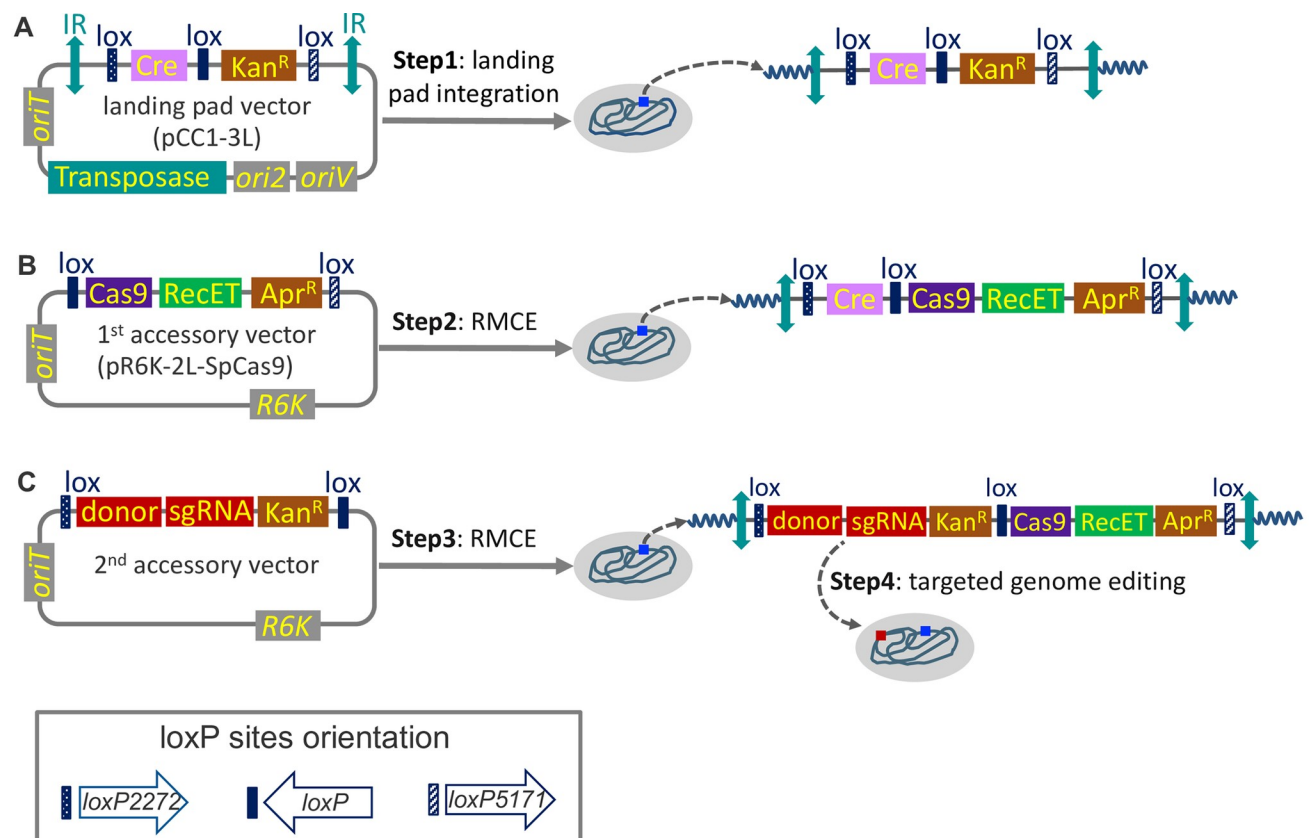 A
IR
IR
lox
lox
lox
Cre
Kan^R
oriT
landing pad vector
(pCC1-3L)
Transposase
ori2
oriV
Step1: landing
pad integration
lox
lox
lox
Cre
Kan^R
B
lox
lox
Cas9
RecET
Apr^R
oriT
1st accessory vector
(pR6K-2L-SpCas9)
R6K
Step2: RMCE
lox
lox
lox
Cre
Cas9
RecET
Apr^R
C
lox
lox
donor
sgRNA
Kan^R
oriT
2nd accessory vector
R6K
Step3: RMCE
lox
lox
lox
donor
sgRNA
Kan^R
Cas9
RecET
Apr^R
Step4: targeted genome editing
loxP sites orientation
loxP2272
loxP
loxP5171